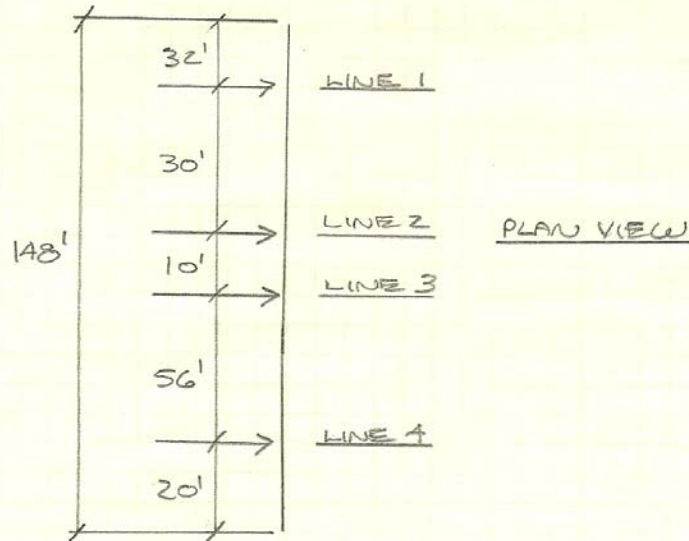 32'
LINE 1
30'
LINE 2 PLAN VIEW
148'
10'
LINE 3
56'
LINE 4
20'